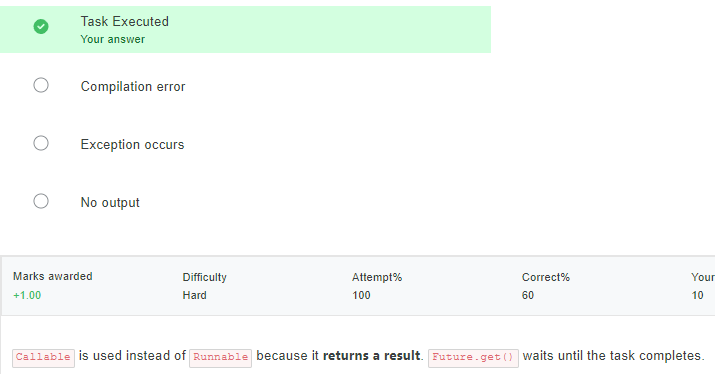 Task Executed
Your answer
Compilation error
Exception occurs
No output
Marks awarded Difficulty Attempt% Correct% Your
+1.00 Hard 100 60 10
Callable is used instead of Runnable because it returns a result. Future.get() waits until the task completes.